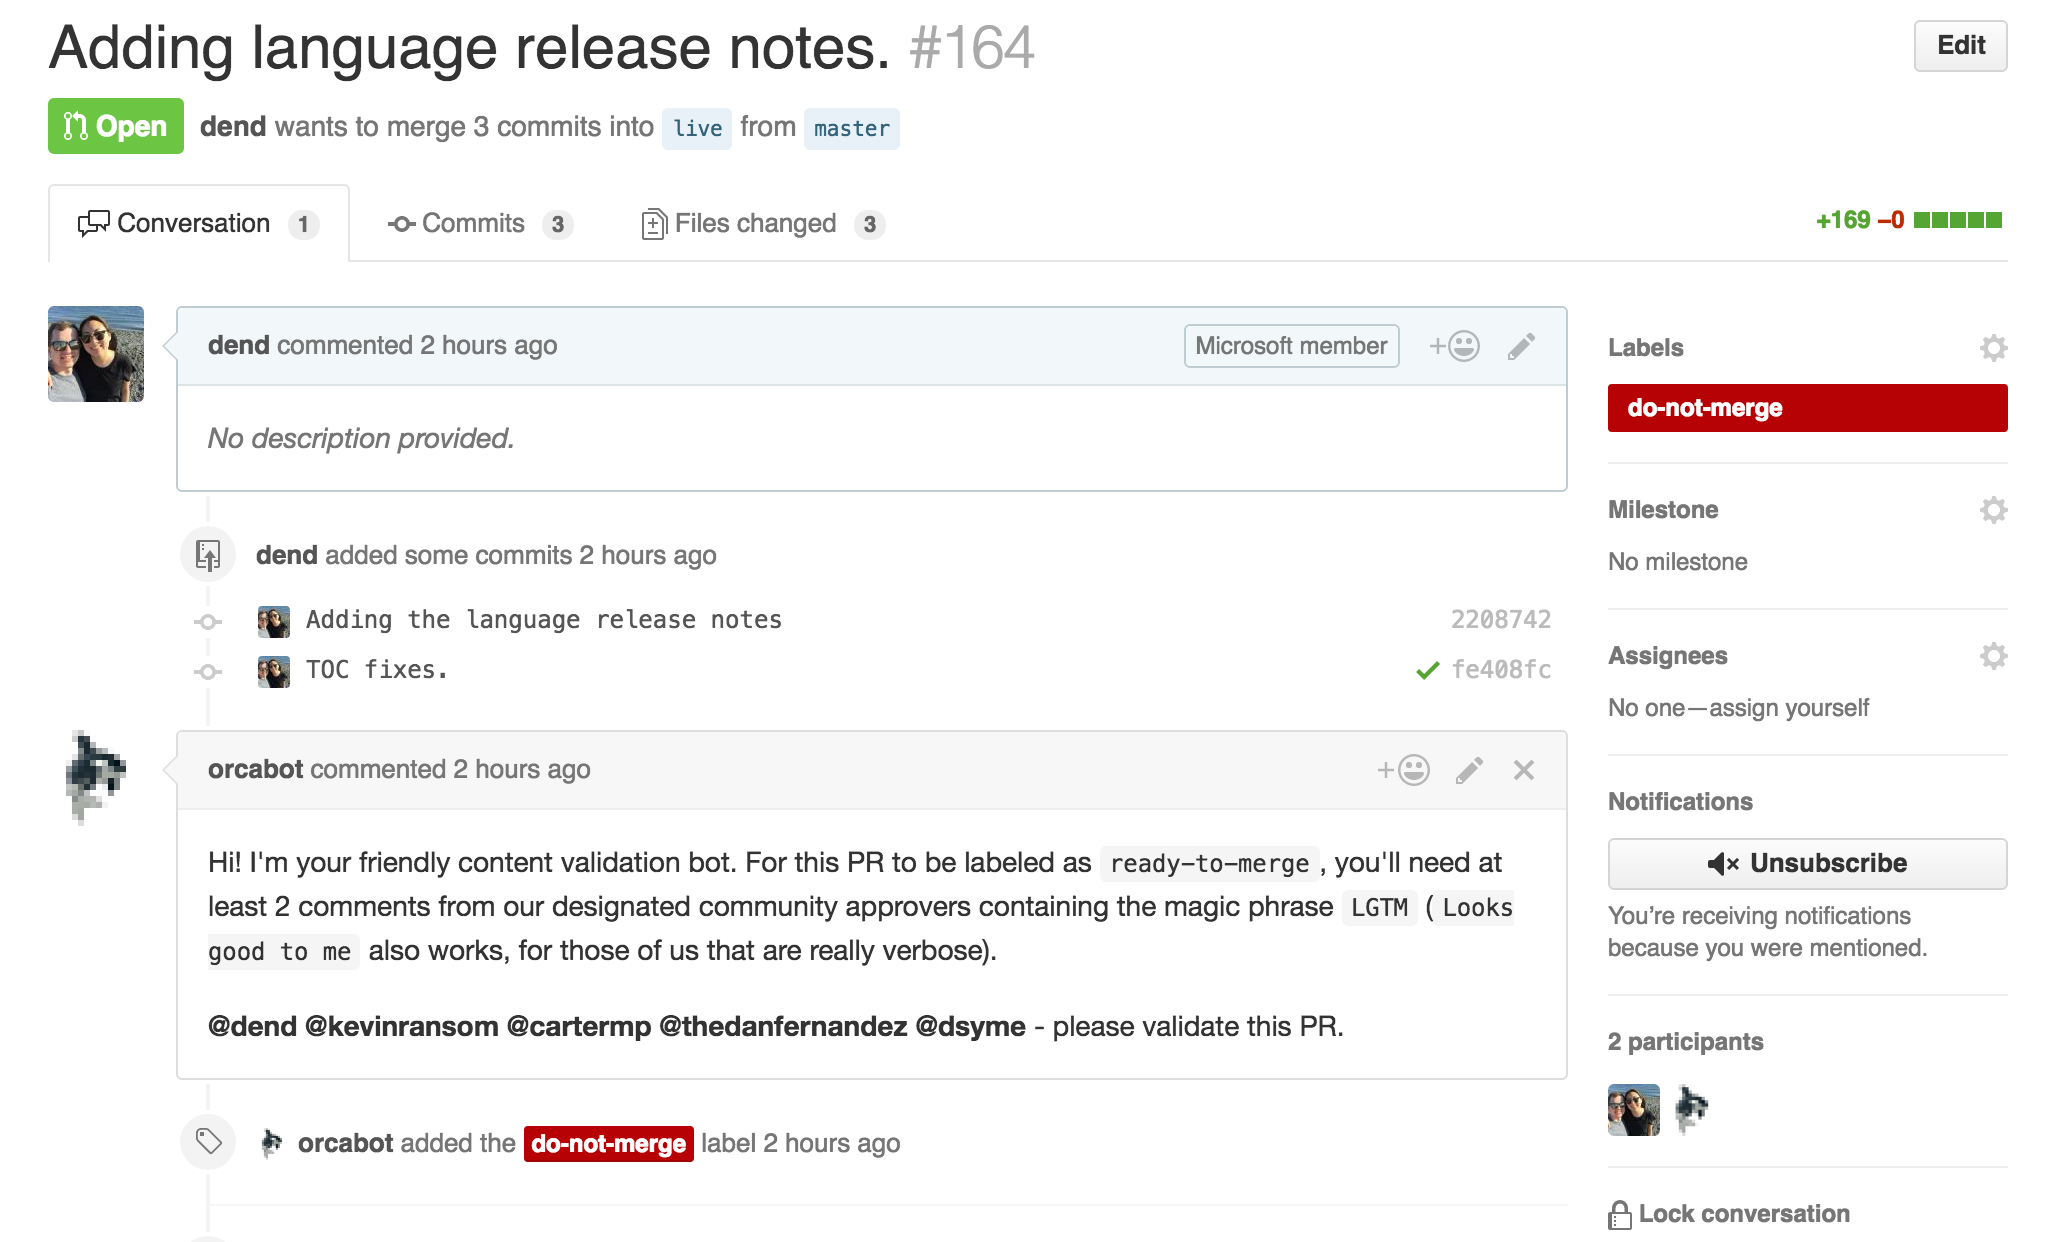 Adding language release notes. #164
Edit
Open dend wants to merge 3 commits into live from master
Conversation 1 Commits 3 Files changed 3 +169 −0
dend commented 2 hours ago Microsoft member +
No description provided.
dend added some commits 2 hours ago
Adding the language release notes 2208742
TOC fixes. fe408fc
orcabot commented 2 hours ago +
Hi! I'm your friendly content validation bot. For this PR to be labeled as ready-to-merge, you'll need at
least 2 comments from our designated community approvers containing the magic phrase LGTM (Looks
good to me also works, for those of us that are really verbose).
@dend @kevinransom @cartermp @thedanfernandez @dsyme - please validate this PR.
orcabot added the do-not-merge label 2 hours ago
Labels
do-not-merge
Milestone
No milestone
Assignees
No one—assign yourself
Notifications
Unsubscribe
You’re receiving notifications
because you were mentioned.
2 participants
Lock conversation